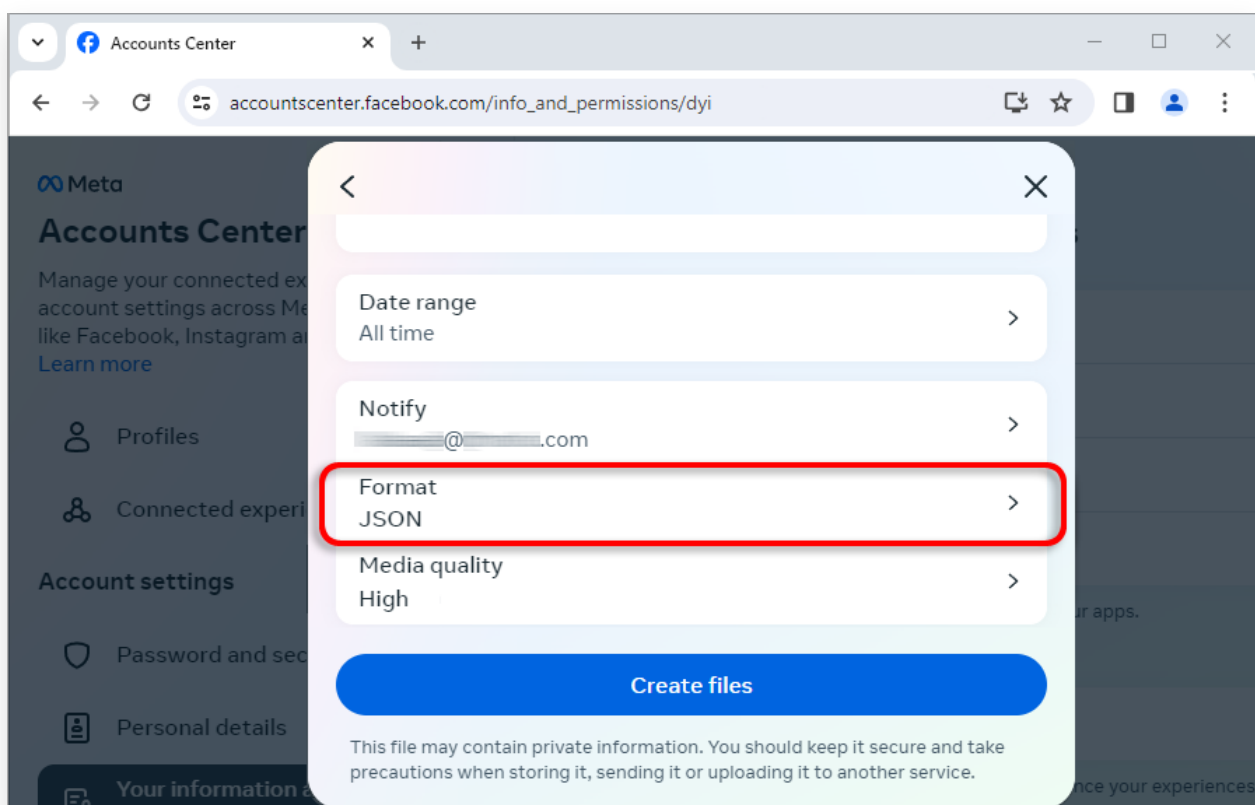 Accounts Center
accountscenter.facebook.com/info_and_permissions/dyi
Meta
Accounts Center
Manage your connected ex
account settings across Me
like Facebook, Instagram a
Learn more
Profiles
Connected experi
Account settings
Password and sec
Personal details
Your information a
Date range
All time
Notify
@ .com
Format
JSON
Media quality
High
Create files
This file may contain private information. You should keep it secure and take
precautions when storing it, sending it or uploading it to another service.
s
ur apps.
nce your experiences